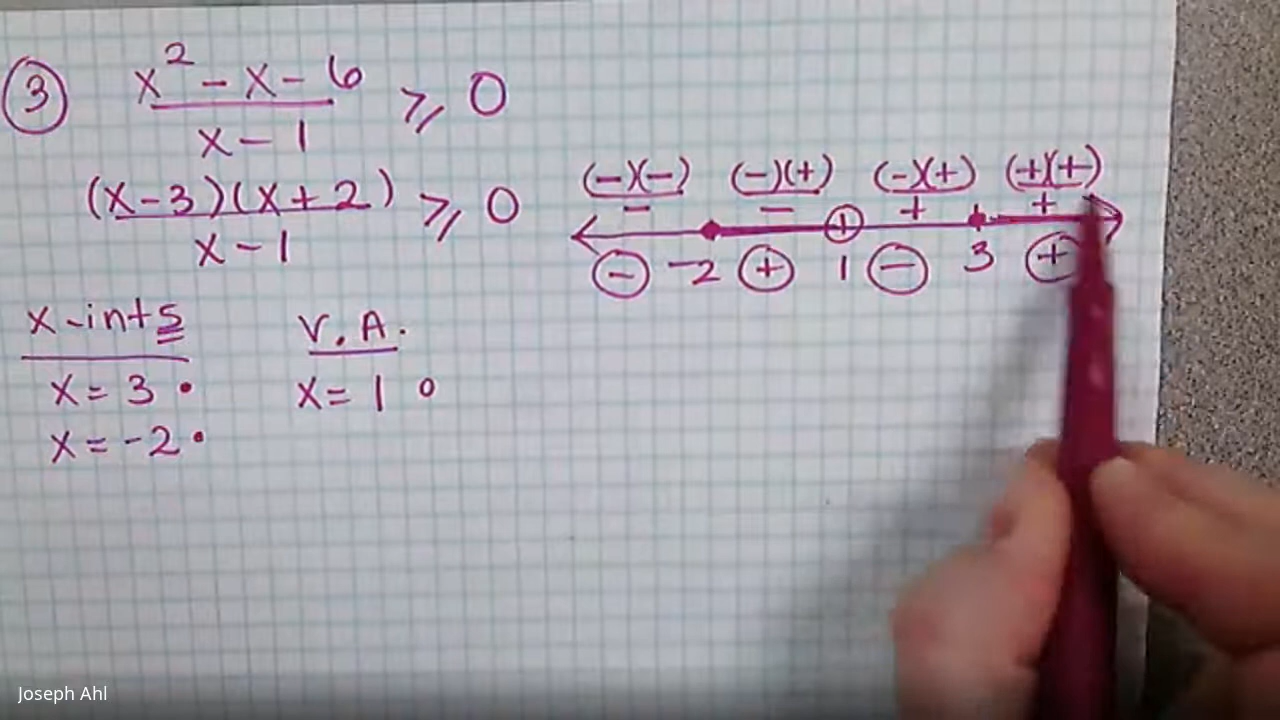 ③ x² - x - 6 / x - 1 ≥ 0
(x-3)(x+2) / x-1 ≥ 0
(-)(-) / - (-)(+) / - (-)(+) / + (+)(+) / +
⊖ -2 ⊕ 1 ⊖ 3 ⊕
x-ints V.A.
x = 3 • x = 1 o
x = -2 •
Joseph Ahl